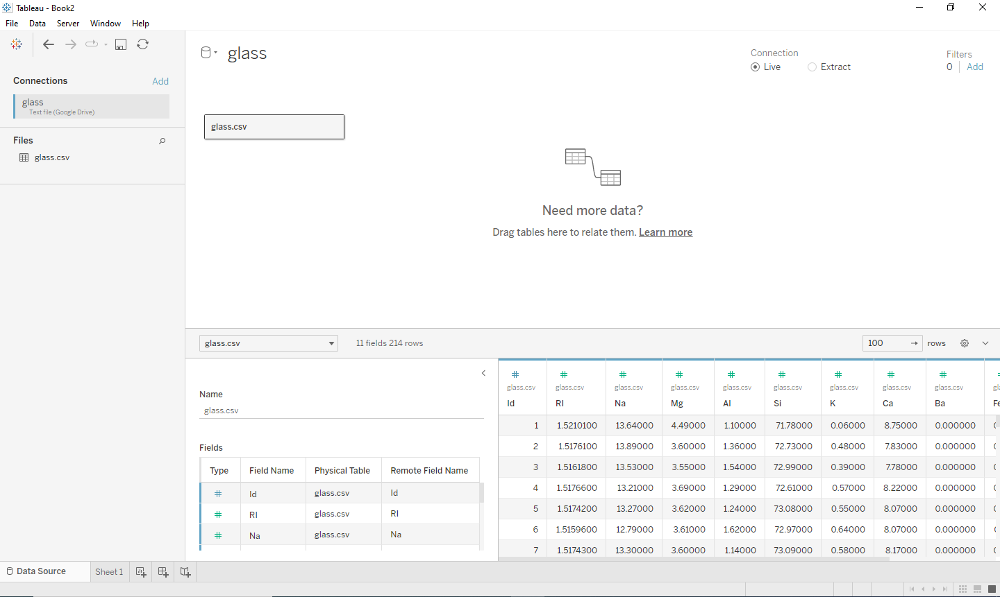 Tableau - Book2
File Data Server Window Help
Connections Add
glass
Text file (Google Drive)
Files
glass.csv
glass
Connection
Live Extract
Filters
0 Add
glass.csv
Need more data?
Drag tables here to relate them. Learn more
glass.csv 11 fields 214 rows 100 rows
Name
glass.csv
Fields
Type Field Name Physical Table Remote Field Name
Id glass.csv Id
RI glass.csv RI
Na glass.csv Na
glass.csv glass.csv glass.csv glass.csv glass.csv glass.csv glass.csv glass.csv glass.csv
Id RI Na Mg Al Si K Ca Ba Fe
1 1.5210100 13.64000 4.49000 1.10000 71.78000 0.06000 8.75000 0.000000
2 1.5176100 13.89000 3.60000 1.36000 72.73000 0.48000 7.83000 0.000000
3 1.5161800 13.53000 3.55000 1.54000 72.99000 0.39000 7.78000 0.000000
4 1.5176600 13.21000 3.69000 1.29000 72.61000 0.57000 8.22000 0.000000
5 1.5174200 13.27000 3.62000 1.24000 73.08000 0.55000 8.07000 0.000000
6 1.5159600 12.79000 3.61000 1.62000 72.97000 0.64000 8.07000 0.000000
7 1.5174300 13.30000 3.60000 1.14000 73.09000 0.58000 8.17000 0.000000
Data Source Sheet 1